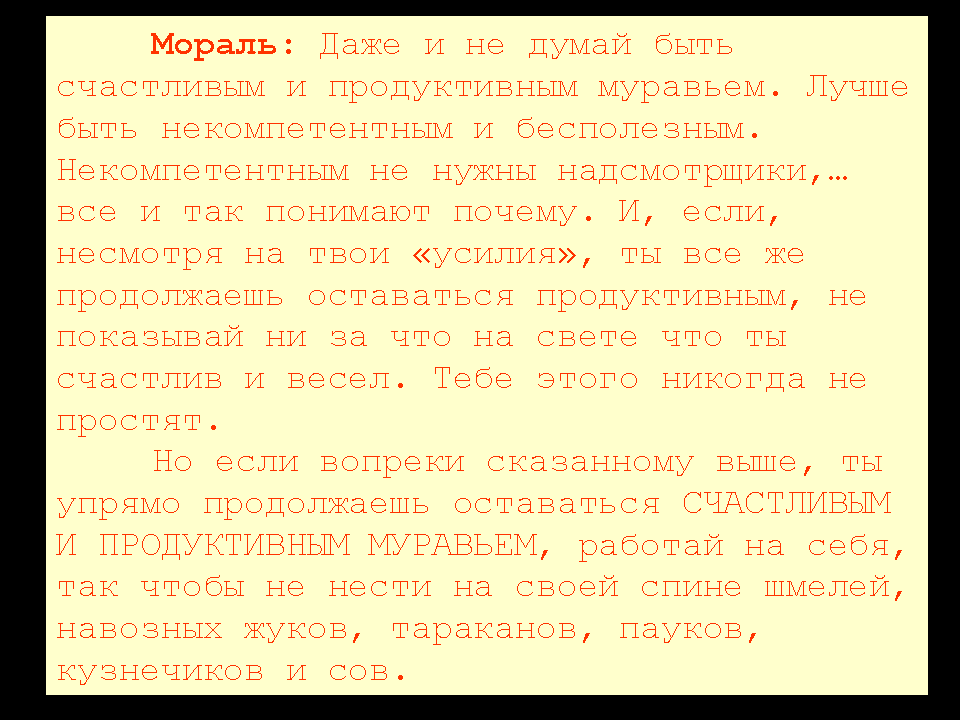 Мораль: Даже и не думай быть
счастливым и продуктивным муравьем. Лучше
быть некомпетентным и бесполезным.
Некомпетентным не нужны надсмотрщики,…
все и так понимают почему. И, если,
несмотря на твои «усилия», ты все же
продолжаешь оставаться продуктивным, не
показывай ни за что на свете что ты
счастлив и весел. Тебе этого никогда не
простят.
Но если вопреки сказанному выше, ты
упрямо продолжаешь оставаться СЧАСТЛИВЫМ
И ПРОДУКТИВНЫМ МУРАВЬЕМ, работай на себя,
так чтобы не нести на своей спине шмелей,
навозных жуков, тараканов, пауков,
кузнечиков и сов.